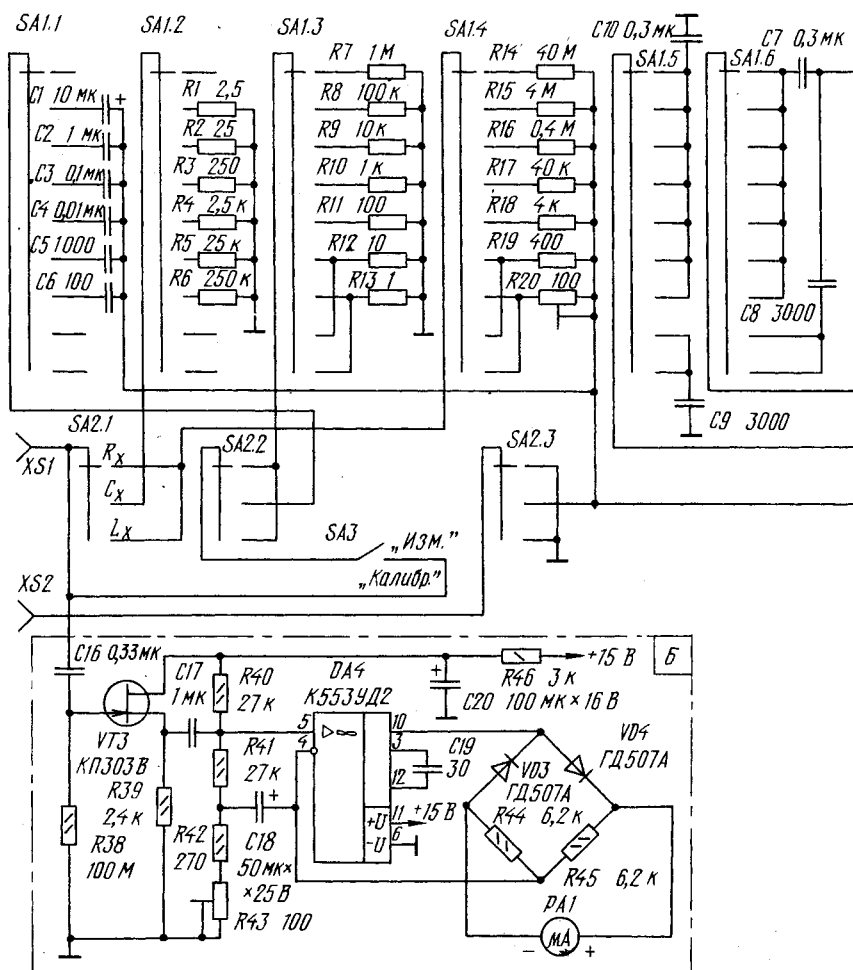 SA1.1 SA1.2 SA1.3 SA1.4 C10 0,3 мк C7 0,3 мк
SA1.5 SA1.6
R7 1 М R14 40 М
C1 10 мк + R1 2,5 R8 100 к R15 4 М
C2 1 мк R2 25 R9 10 к R16 0,4 М
C3 0,1 мк R3 250 R10 1 к R17 40 к
C4 0,01 мк R4 2,5 к R11 100 R18 4 к
C5 1000 R5 25 к R12 10 R19 400
C6 100 R6 250 к R13 1 R20 100
C8 3000
C9 3000
SA2.1 SA2.2 SA2.3
XS1 Rx
Cx
Lx SA3 „Изм."
„Калибр."
XS2
C16 0,33 мк C17 1 мк R40 27 к DA4 К553УД2 + R46 3 к +15 В Б
C20 100 мк × 16 В
VT3 КП303В 5 ▷ ∞ 10 VD4 ГД507А
4 3 C19 30 VD3 ГД507А
R41 27 к 12
R39 2,4 к + 11 +15 В R44 6,2 к
+U
-U 6
R38 100 М R42 270 C18 50 мк × × 25 В R45 6,2 к
R43 100 PA1
- мА +